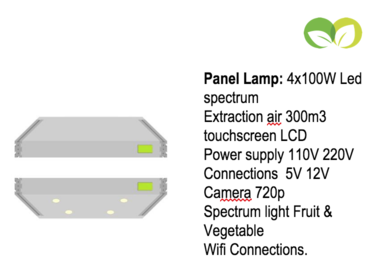 Panel Lamp: 4x100W Led
spectrum
Extraction air 300m3
touchscreen LCD
Power supply 110V 220V
Connections  5V 12V
Camera 720p
Spectrum light Fruit &
Vegetable
Wifi Connections.